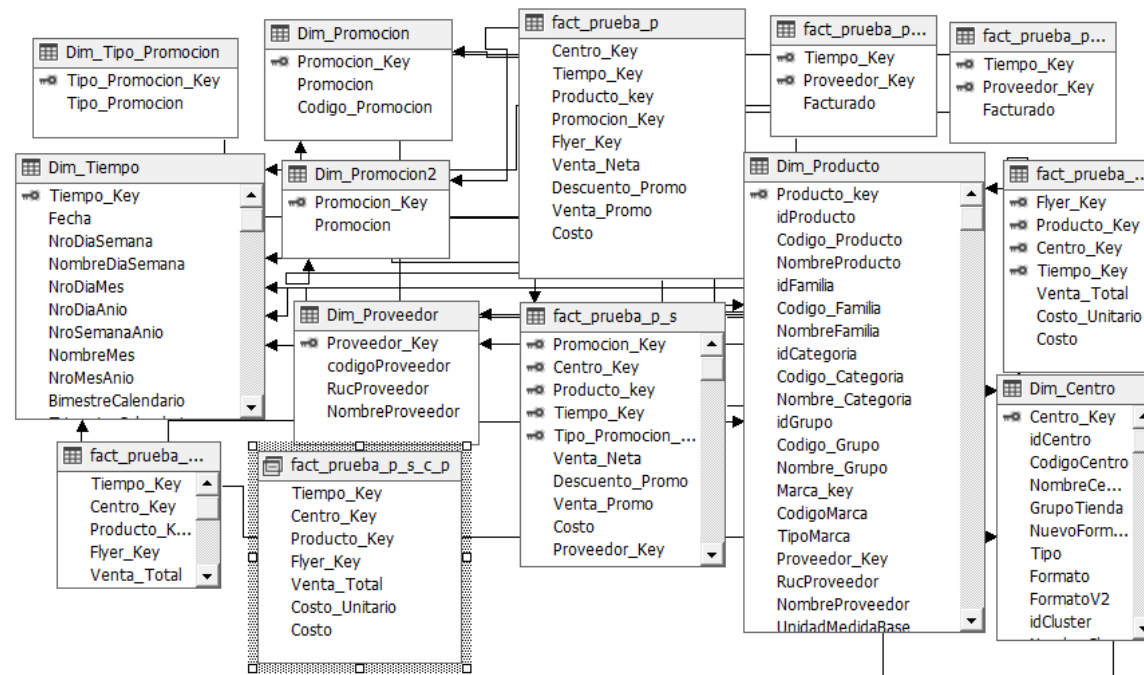 Dim_Tipo_Promocion
Tipo_Promocion_Key
Tipo_Promocion
Dim_Promocion
Promocion_Key
Promocion
Codigo_Promocion
fact_prueba_p
Centro_Key
Tiempo_Key
Producto_key
Promocion_Key
Flyer_Key
Venta_Neta
Descuento_Promo
Venta_Promo
Costo
fact_prueba_p...
Tiempo_Key
Proveedor_Key
Facturado
fact_prueba_p...
Tiempo_Key
Proveedor_Key
Facturado
Dim_Tiempo
Tiempo_Key
Fecha
NroDiaSemana
NombreDiaSemana
NroDiaMes
NroDiaAnio
NroSemanaAnio
NombreMes
NroMesAnio
BimestreCalendario
Dim_Promocion2
Promocion_Key
Promocion
Dim_Producto
Producto_key
idProducto
Codigo_Producto
NombreProducto
idFamilia
Codigo_Familia
NombreFamilia
idCategoria
Codigo_Categoria
Nombre_Categoria
idGrupo
Codigo_Grupo
Nombre_Grupo
Marca_key
CodigoMarca
TipoMarca
Proveedor_Key
RucProveedor
NombreProveedor
UnidadMedidaBase
fact_prueba_...
Flyer_Key
Producto_Key
Centro_Key
Tiempo_Key
Venta_Total
Costo_Unitario
Costo
Dim_Proveedor
Proveedor_Key
codigoProveedor
RucProveedor
NombreProveedor
fact_prueba_p_s
Promocion_Key
Centro_Key
Producto_key
Tiempo_Key
Tipo_Promocion_...
Venta_Neta
Descuento_Promo
Venta_Promo
Costo
Proveedor_Key
Dim_Centro
Centro_Key
idCentro
CodigoCentro
NombreCe...
GrupoTienda
NuevoForm...
Tipo
Formato
FormatoV2
idCluster
fact_prueba_...
Tiempo_Key
Centro_Key
Producto_K...
Flyer_Key
Venta_Total
fact_prueba_p_s_c_p
Tiempo_Key
Centro_Key
Producto_Key
Flyer_Key
Venta_Total
Costo_Unitario
Costo